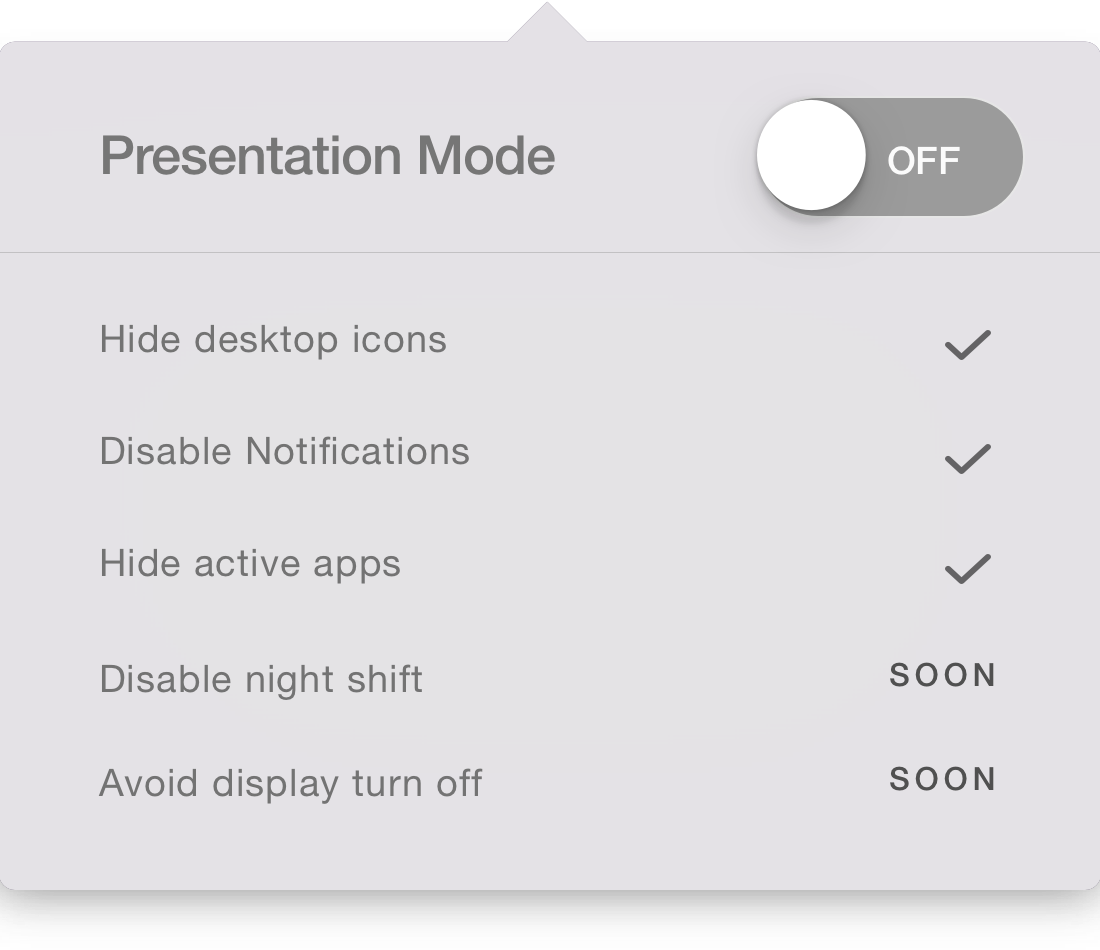 Presentation Mode
OFF
Hide desktop icons
Disable Notifications
Hide active apps
Disable night shift
SOON
Avoid display turn off
SOON